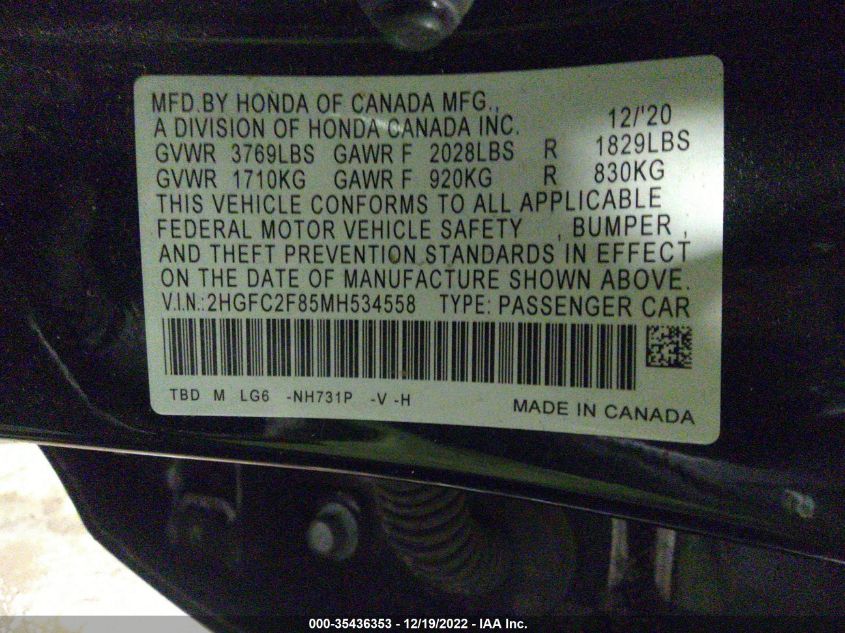 MFD.BY HONDA OF CANADA MFG., 12/'20
A DIVISION OF HONDA CANADA INC.
GVWR 3769LBS GAWR F 2028LBS R 1829LBS
GVWR 1710KG GAWR F 920KG R 830KG
THIS VEHICLE CONFORMS TO ALL APPLICABLE
FEDERAL MOTOR VEHICLE SAFETY , BUMPER ,
AND THEFT PREVENTION STANDARDS IN EFFECT
ON THE DATE OF MANUFACTURE SHOWN ABOVE.
V.I.N.:2HGFC2F85MH534558 TYPE: PASSENGER CAR
TBD M LG6 -NH731P -V -H MADE IN CANADA
000-35436353 - 12/19/2022 - IAA Inc.